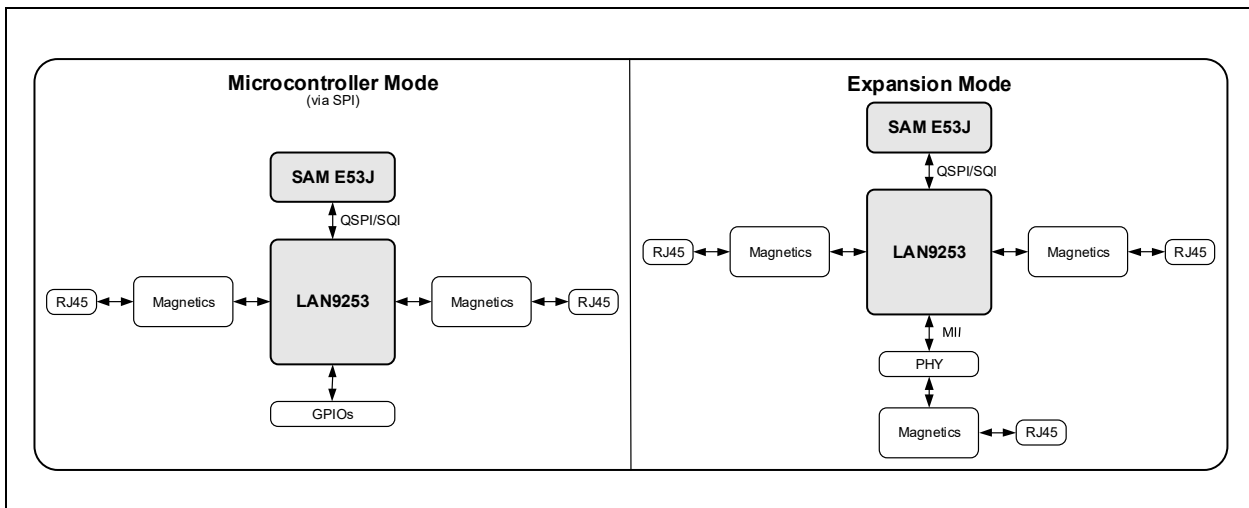 Microcontroller Mode
(via SPI)
SAM E53J
QSPI/SQI
RJ45
Magnetics
LAN9253
Magnetics
RJ45
GPIOs
Expansion Mode
SAM E53J
QSPI/SQI
RJ45
Magnetics
LAN9253
Magnetics
RJ45
MII
PHY
Magnetics
RJ45